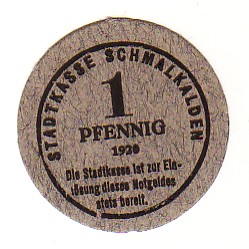 STADTKASSE SCHMALKALDEN
1
PFENNIG
1920
Die Stadtkasse ist zur Ein-
lösung dieses Notgeldes
stets bereit.